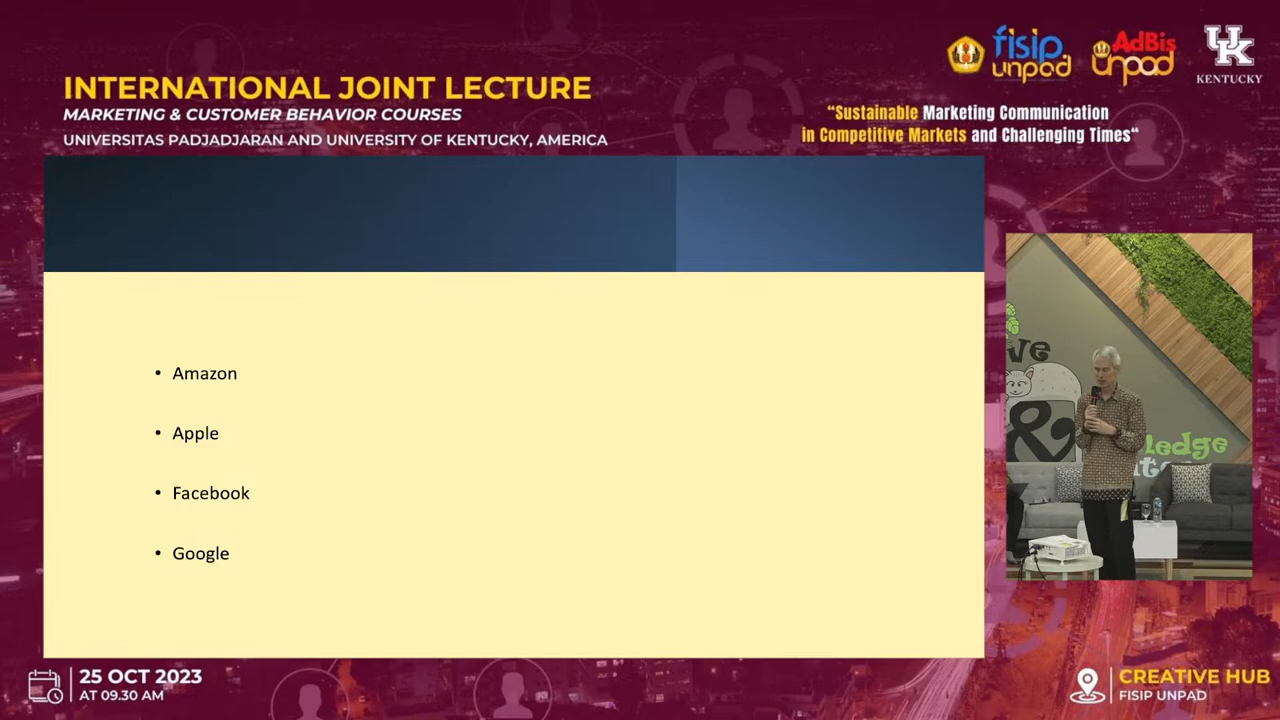 INTERNATIONAL JOINT LECTURE
MARKETING & CUSTOMER BEHAVIOR COURSES
UNIVERSITAS PADJADJARAN AND UNIVERSITY OF KENTUCKY, AMERICA
fisip
unpad
AdBis
unpad
UK
KENTUCKY
“Sustainable Marketing Communication
in Competitive Markets and Challenging Times“
• Amazon
• Apple
• Facebook
• Google
ve
&
ledge
25 OCT 2023
AT 09.30 AM
CREATIVE HUB
FISIP UNPAD